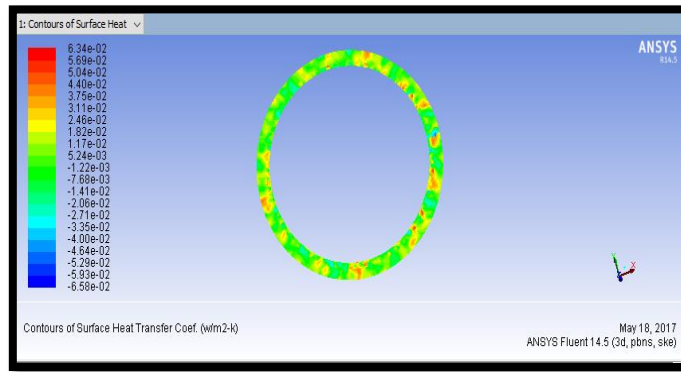 1: Contours of Surface Heat
ANSYS
R14.5
6.34e-02
5.69e-02
5.04e-02
4.40e-02
3.75e-02
3.11e-02
2.46e-02
1.82e-02
1.17e-02
5.24e-03
-1.22e-03
-7.68e-03
-1.41e-02
-2.06e-02
-2.71e-02
-3.35e-02
-4.00e-02
-4.64e-02
-5.29e-02
-5.93e-02
-6.58e-02
Y
X
Contours of Surface Heat Transfer Coef. (w/m2-k)
May 18, 2017
ANSYS Fluent 14.5 (3d, pbns, ske)